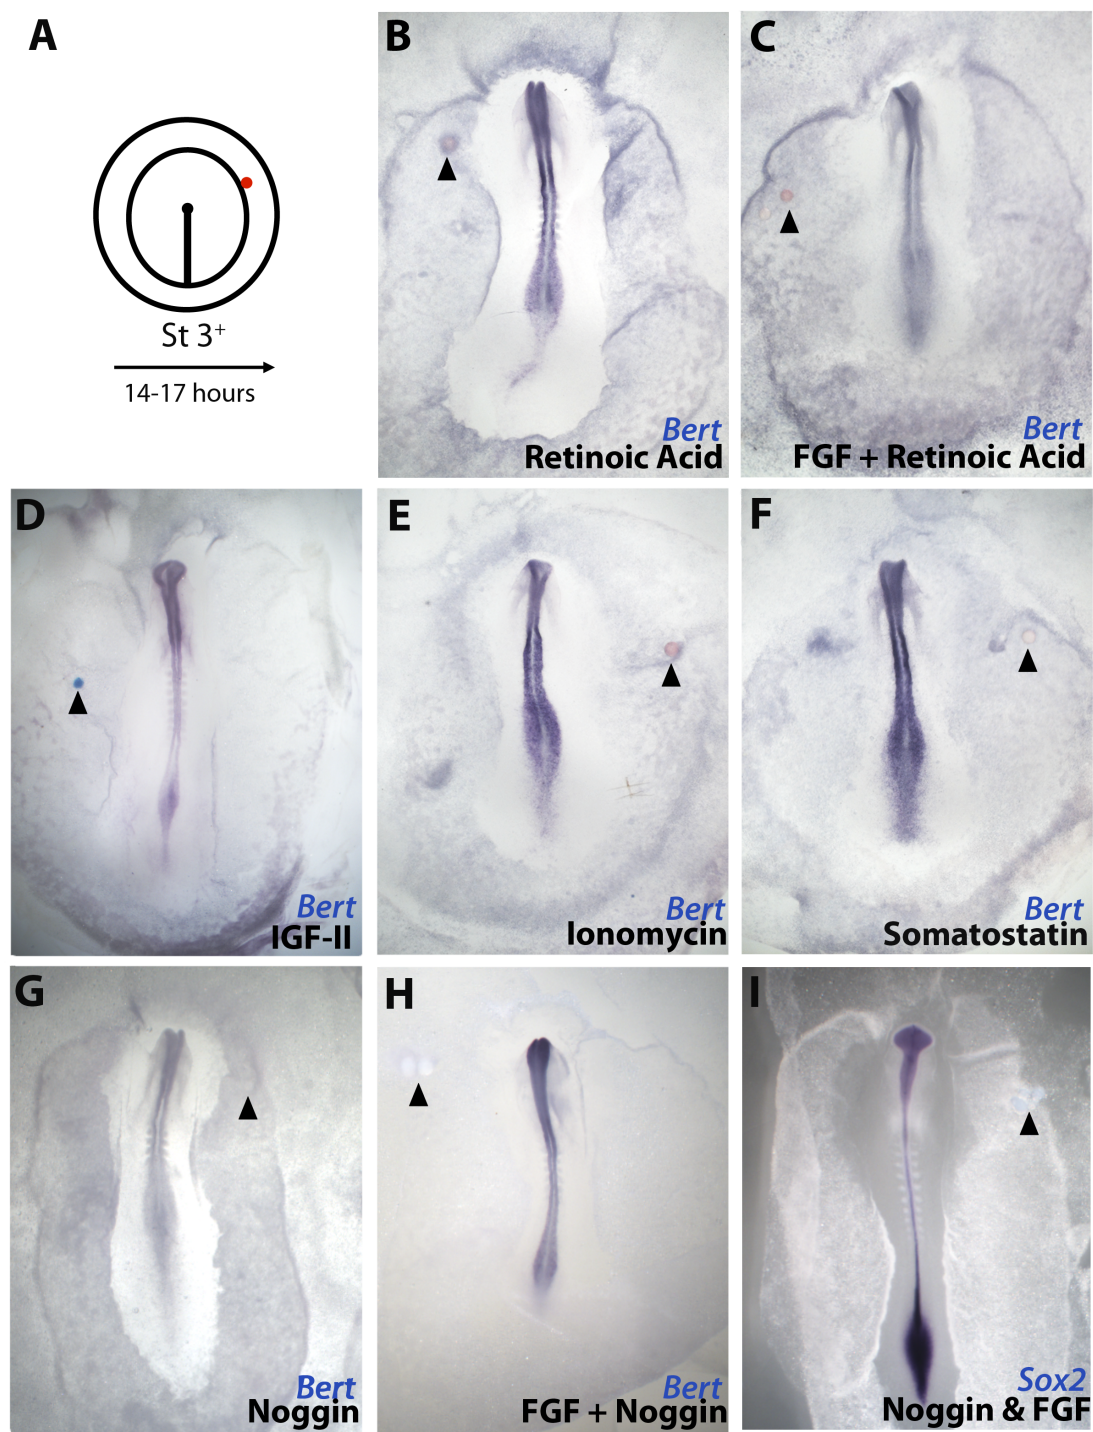 A
St 3+
14-17 hours
B
Bert
Retinoic Acid
C
Bert
FGF + Retinoic Acid
D
Bert
IGF-II
E
Bert
Ionomycin
F
Bert
Somatostatin
G
Bert
Noggin
H
Bert
FGF + Noggin
I
Sox2
Noggin & FGF